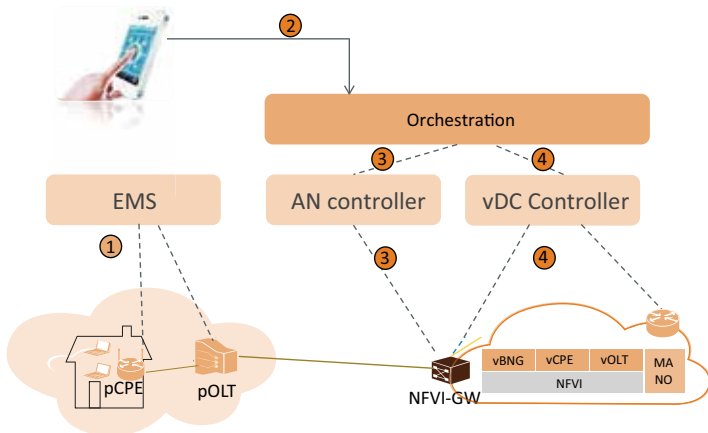 2
Orchestration
3
4
EMS
AN controller
vDC Controller
1
3
4
vBNG
vCPE
vOLT
MA
NO
NFVI
pCPE
pOLT
NFVI-GW